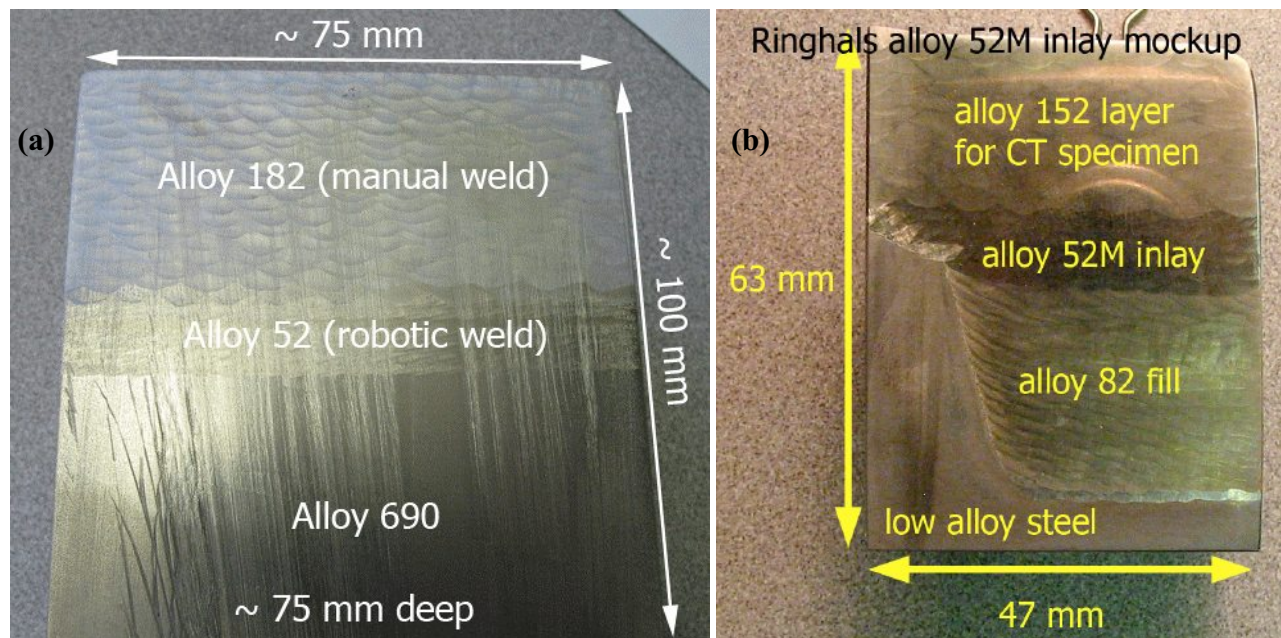 (a)
~ 75 mm
Alloy 182 (manual weld)
~ 100 mm
Alloy 52 (robotic weld)
Alloy 690
~ 75 mm deep
(b)
Ringhals alloy 52M inlay mockup
alloy 152 layer
for CT specimen
alloy 52M inlay
63 mm
alloy 82 fill
low alloy steel
47 mm